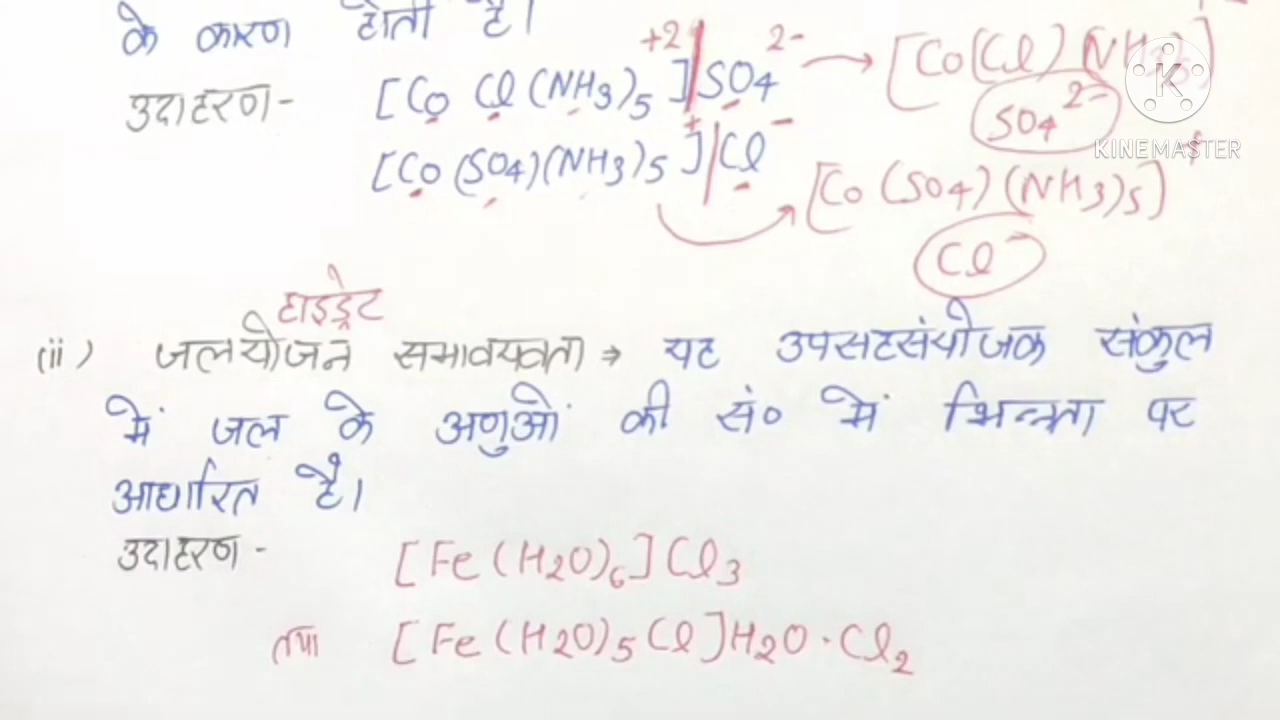 के कारण होती है।
उदाहरण- [Co Cl (NH3)5]SO4 +2 2- → [Co(Cl) (NH3)5]
SO4 2-
KINEMASTER
[Co (SO4) (NH3)5]Cl + - [Co (SO4) (NH3)5]
Cl-
हाइड्रेट
(ii) जलयोजन समावयवता → यह उपसहसंयोजक संकुल
में जल के अणुओं की सं० में भिन्नता पर
आधारित है।
उदाहरण- [Fe (H2O)6]Cl3
तथा [Fe (H2O)5 Cl]H2O·Cl2